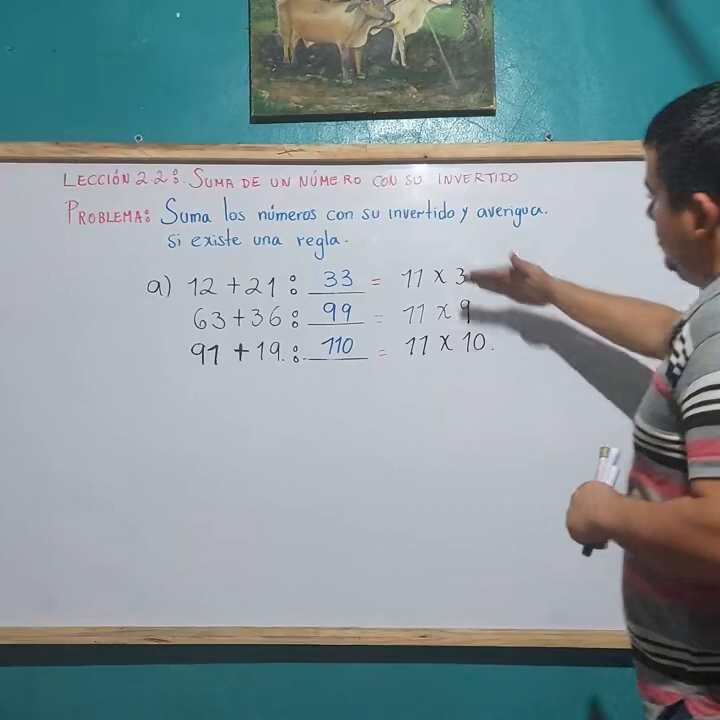 LECCIÓN 2.2: SUMA DE UN NÚMERO CON SU INVERTIDO
PROBLEMA: Suma los números con su invertido y averigua.
si existe una regla.
a) 12 + 21 : 33 = 11 x 3
63 + 36 : 99 = 11 x 9
91 + 19. : 110 = 11 x 10.